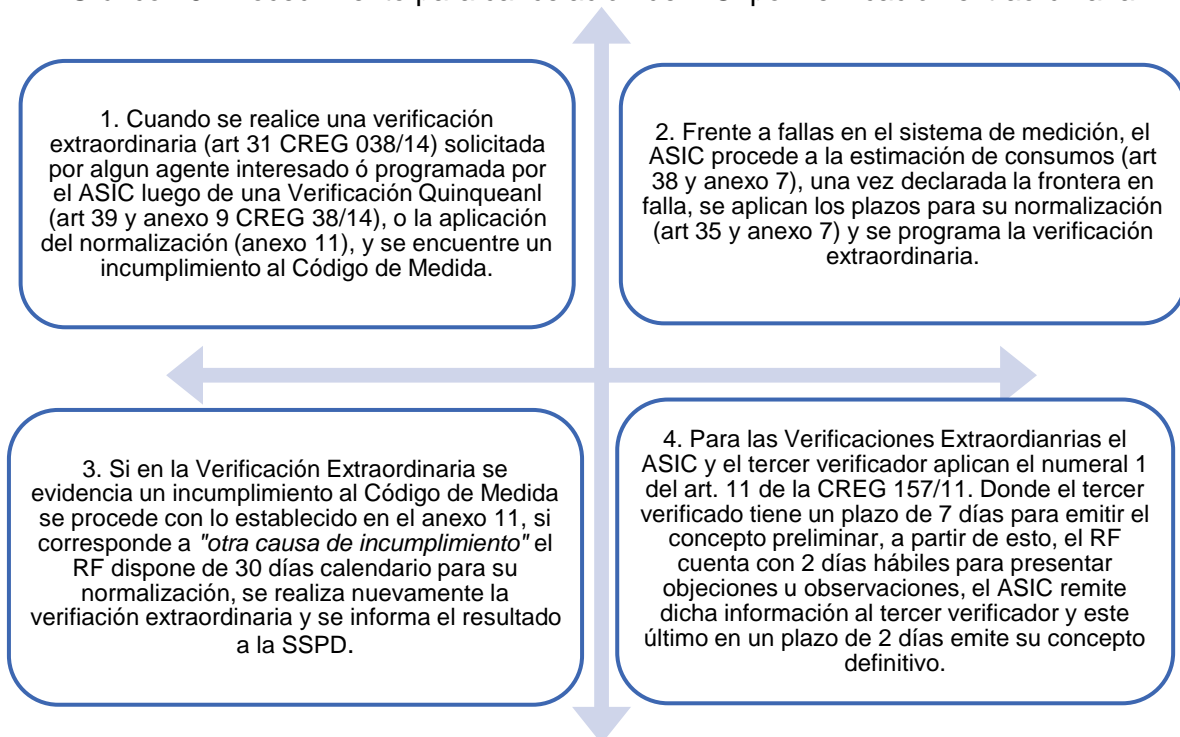 1. Cuando se realice una verificación
extraordinaria (art 31 CREG 038/14) solicitada
por algun agente interesado ó programada por
el ASIC luego de una Verificación Quinqueanl
(art 39 y anexo 9 CREG 38/14), o la aplicación
del normalización (anexo 11), y se encuentre un
incumplimiento al Código de Medida.
2. Frente a fallas en el sistema de medición, el
ASIC procede a la estimación de consumos (art
38 y anexo 7), una vez declarada la frontera en
falla, se aplican los plazos para su normalización
(art 35 y anexo 7) y se programa la verificación
extraordinaria.
3. Si en la Verificación Extraordinaria se
evidencia un incumplimiento al Código de Medida
se procede con lo establecido en el anexo 11, si
corresponde a "otra causa de incumplimiento" el
RF dispone de 30 días calendario para su
normalización, se realiza nuevamente la
verifiación extraordinaria y se informa el resultado
a la SSPD.
4. Para las Verificaciones Extraordianrias el
ASIC y el tercer verificador aplican el numeral 1
del art. 11 de la CREG 157/11. Donde el tercer
verificado tiene un plazo de 7 días para emitir el
concepto preliminar, a partir de esto, el RF
cuenta con 2 días hábiles para presentar
objeciones u observaciones, el ASIC remite
dicha información al tercer verificador y este
último en un plazo de 2 días emite su concepto
definitivo.